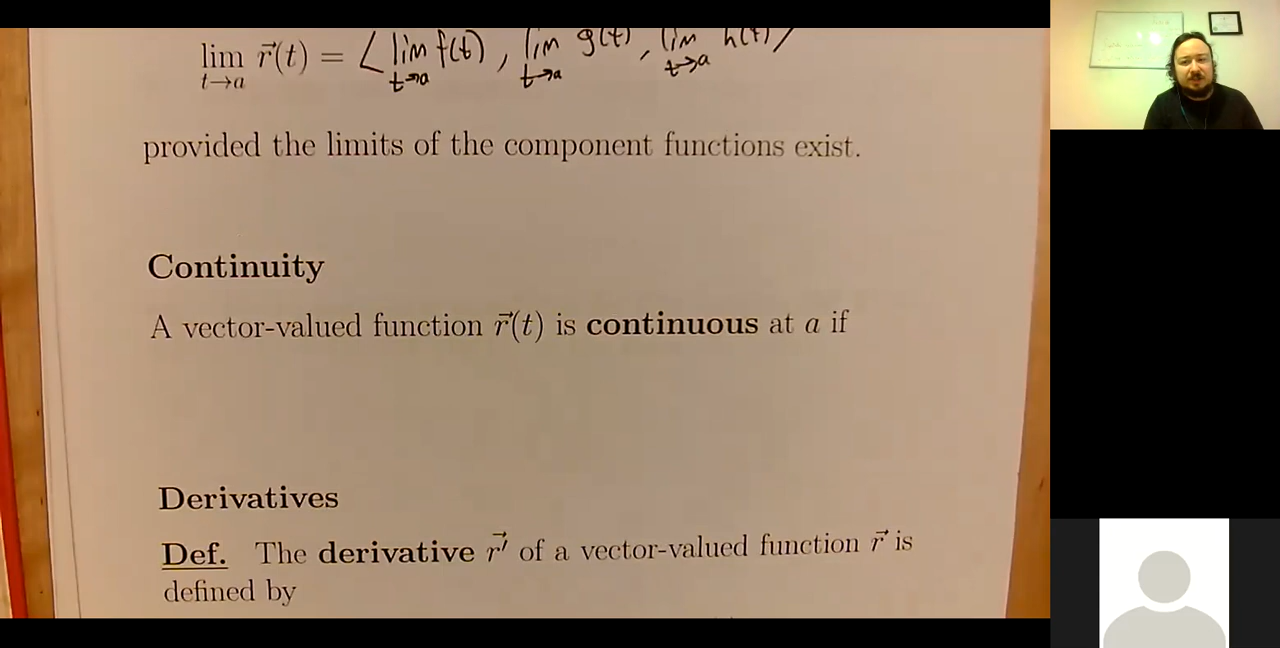 lim r⃗(t) = ⟨ lim f(t), lim g(t), lim h(t) ⟩
t→a t→a t→a t→a
provided the limits of the component functions exist.
Continuity
A vector-valued function r⃗(t) is continuous at a if
Derivatives
Def. The derivative r⃗′ of a vector-valued function r⃗ is
defined by